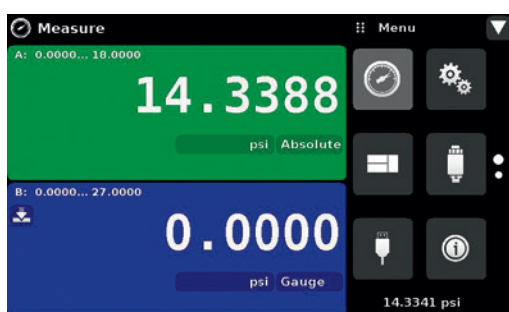 Measure
Menu
A: 0.0000... 18.0000
14.3388
psi Absolute
B: 0.0000... 27.0000
0.0000
psi Gauge
14.3341 psi